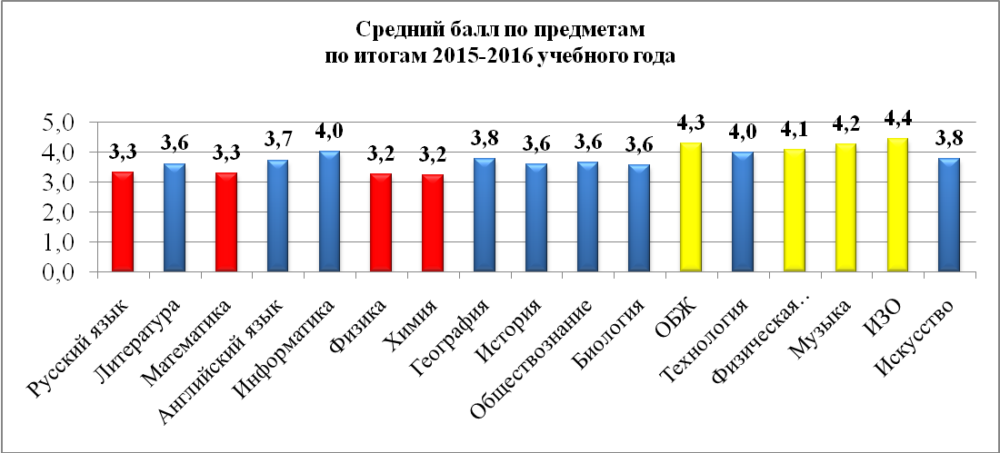 Средний балл по предметам
по итогам 2015-2016 учебного года
5,0
4,0
3,0
2,0
1,0
0,0
3,3
3,6
3,3
3,7
4,0
3,2
3,2
3,8
3,6
3,6
3,6
4,3
4,0
4,1
4,2
4,4
3,8
Русский язык
Литература
Математика
Английский язык
Информатика
Физика
Химия
География
История
Обществознание
Биология
ОБЖ
Технология
Физическая..
Музыка
ИЗО
Искусство